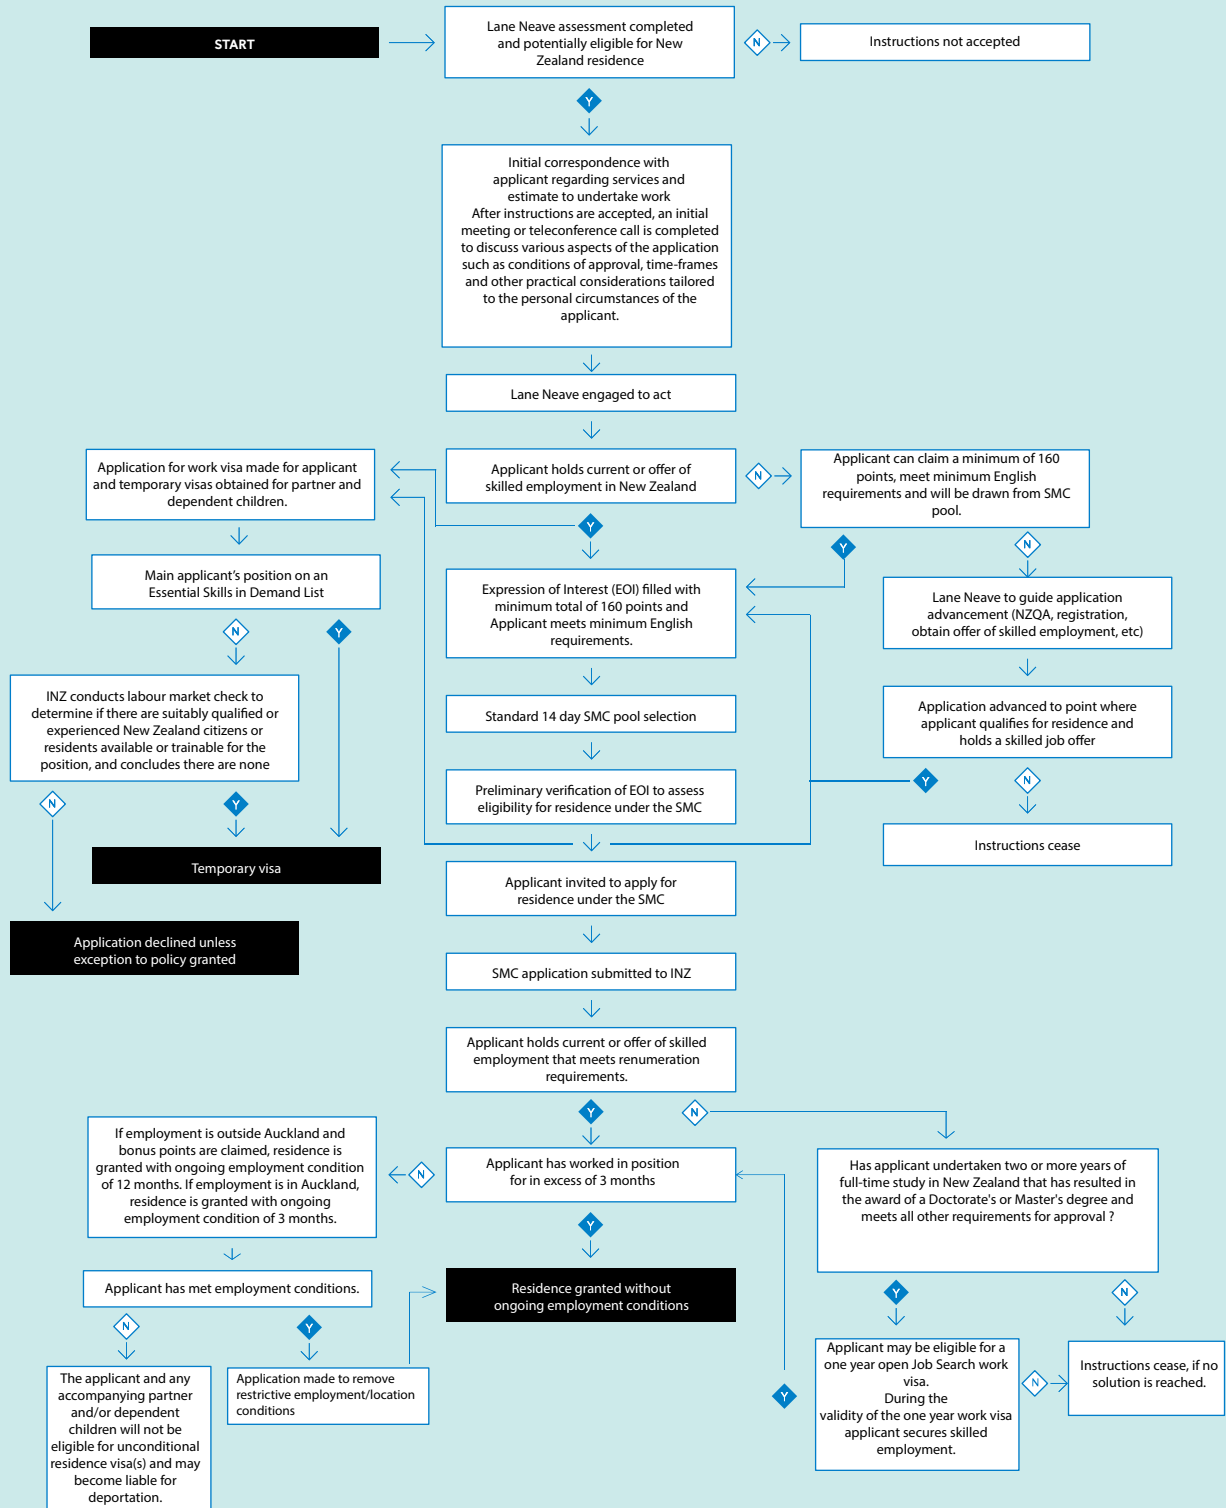 START
Lane Neave assessment completed
and potentially eligible for New
Zealand residence
N
Instructions not accepted
Y
Initial correspondence with
applicant regarding services and
estimate to undertake work
After instructions are accepted, an initial
meeting or teleconference call is completed
to discuss various aspects of the application
such as conditions of approval, time-frames
and other practical considerations tailored
to the personal circumstances of the
applicant.
Lane Neave engaged to act
Application for work visa made for applicant
and temporary visas obtained for partner and
dependent children.
Applicant holds current or offer of
skilled employment in New Zealand
N
Applicant can claim a minimum of 160
points, meet minimum English
requirements and will be drawn from SMC
pool.
Y
Y
N
Main applicant's position on an
Essential Skills in Demand List
Expression of Interest (EOI) filled with
minimum total of 160 points and
Applicant meets minimum English
requirements.
Lane Neave to guide application
advancement (NZQA, registration,
obtain offer of skilled employment, etc)
N
Y
INZ conducts labour market check to
determine if there are suitably qualified or
experienced New Zealand citizens or
residents available or trainable for the
position, and concludes there are none
Standard 14 day SMC pool selection
Application advanced to point where
applicant qualifies for residence and
holds a skilled job offer
N
Y
Preliminary verification of EOI to assess
eligibility for residence under the SMC
Y
N
Temporary visa
Instructions cease
Applicant invited to apply for
residence under the SMC
Application declined unless
exception to policy granted
SMC application submitted to INZ
Applicant holds current or offer of skilled
employment that meets renumeration
requirements.
Y
N
If employment is outside Auckland and
bonus points are claimed, residence is
granted with ongoing employment condition
of 12 months. If employment is in Auckland,
residence is granted with ongoing
employment condition of 3 months.
N
Applicant has worked in position
for in excess of 3 months
Has applicant undertaken two or more years of
full-time study in New Zealand that has resulted in
the award of a Doctorate's or Master's degree and
meets all other requirements for approval ?
Y
Applicant has met employment conditions.
Residence granted without
ongoing employment conditions
Y
N
N
Y
The applicant and any
accompanying partner
and/or dependent
children will not be
eligible for unconditional
residence visa(s) and may
become liable for
deportation.
Application made to remove
restrictive employment/location
conditions
Y
Applicant may be eligible for a
one year open Job Search work
visa.
During the
validity of the one year work visa
applicant secures skilled
employment.
N
Instructions cease, if no
solution is reached.